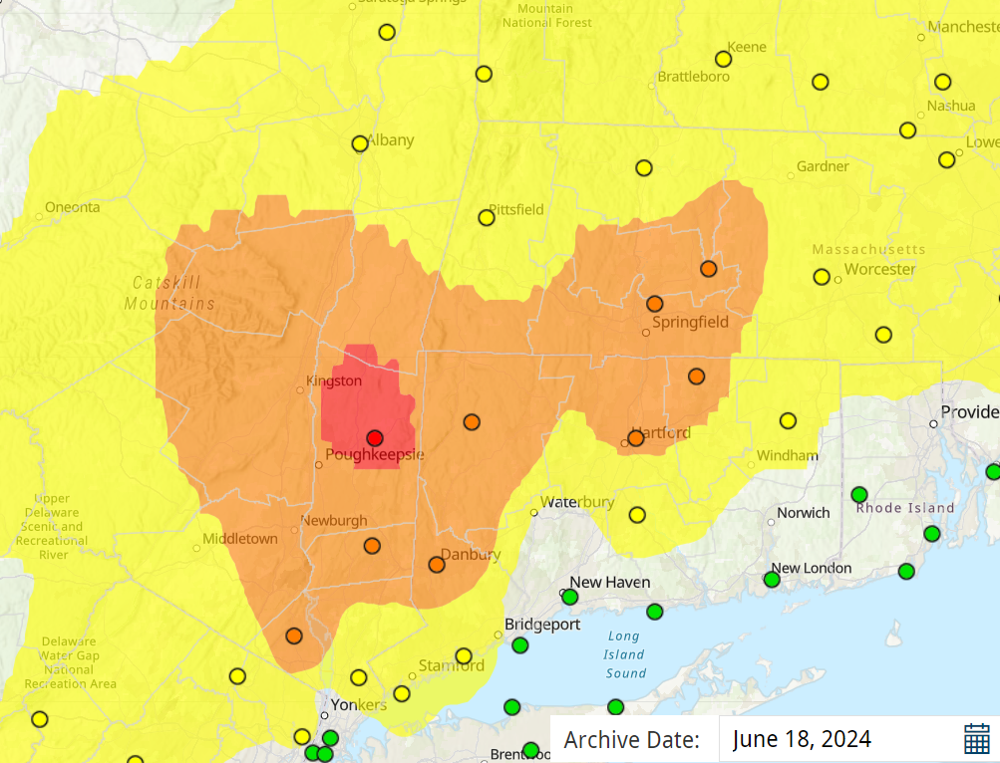 Saratoga Springs
Mountain
National Forest
Manchester
Keene
Brattleboro
Nashua
Albany
Lowe
Gardner
Oneonta
Pittsfield
Massachusetts
Worcester
Catskill
Mountains
Springfield
Kingston
Provide
Hartford
Poughkeepsie
Windham
Upper
Delaware
Scenic and
Recreational
River
Waterbury
Rhode Island
Norwich
Newburgh
Middletown
Danbury
New London
New Haven
Bridgeport
Long
Island
Sound
Delaware
Water Gap
National
Recreation Area
Stamford
Yonkers
Brentwood
Archive Date:
June 18, 2024